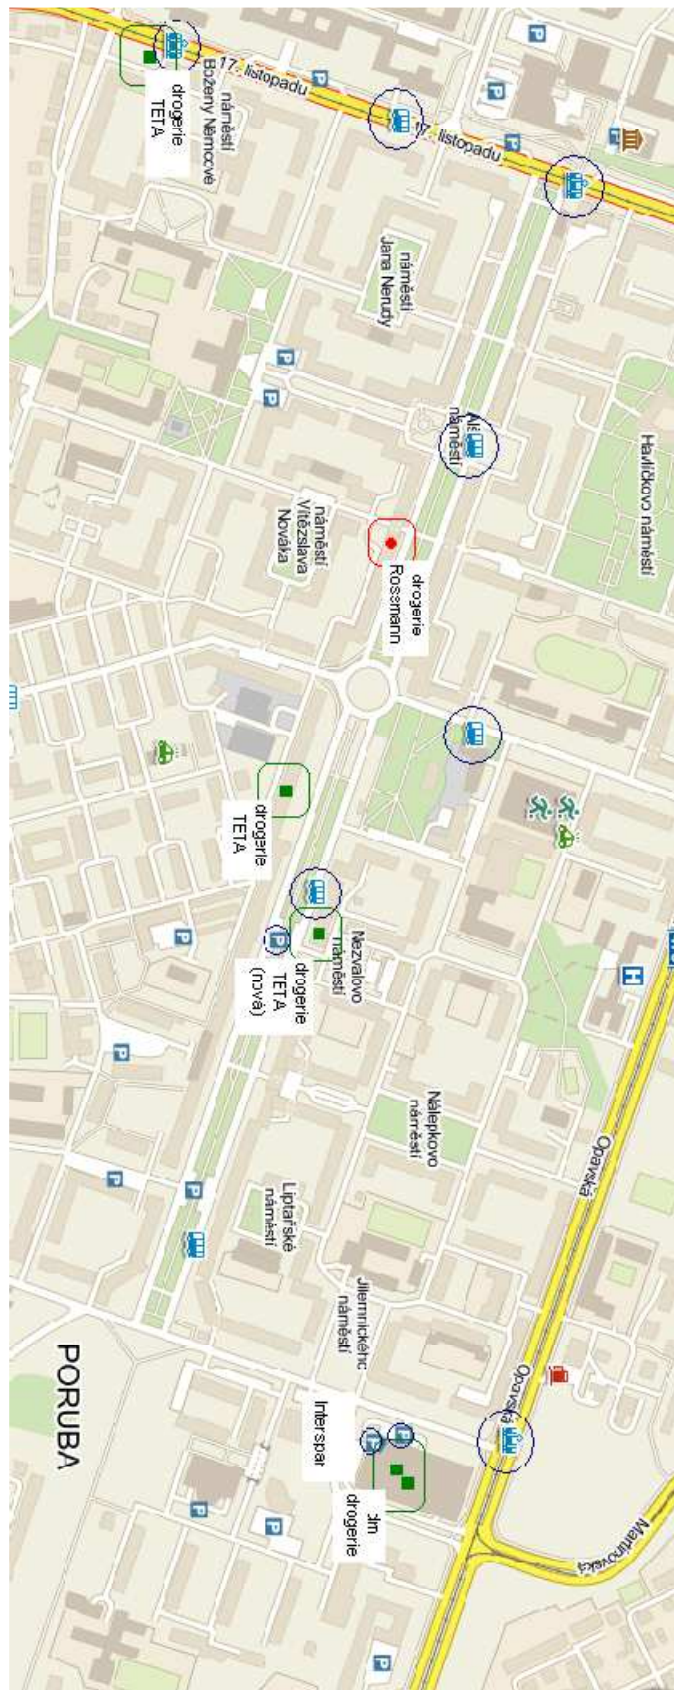 17. listopadu
náměstí
Boženy Němcové
drogerie
TETA
17. listopadu
náměstí
Jana Nerudy
náměstí
Havlíčkovo náměstí
náměstí
Vítězslava
Nováka
drogerie
Rossmann
drogerie
TETA
Nezvalovo
náměstí
drogerie
TETA
(nová)
H
Nálepkovo
náměstí
Opavská
Liptařské
náměstí
Jilemnického
náměstí
Opavská
PORUBA
Interspar
dm
drogerie
Martinovská